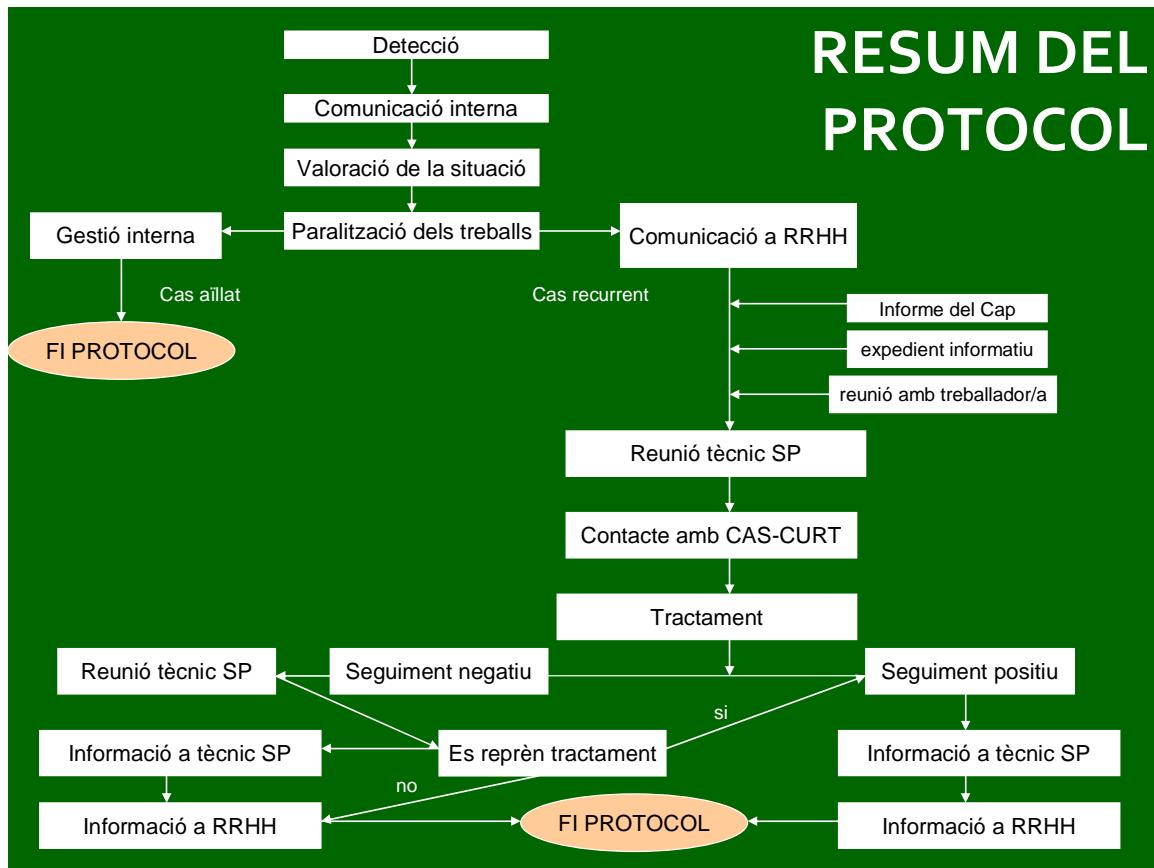 RESUM DEL
PROTOCOL
Detecció
Comunicació interna
Valoració de la situació
Paralització dels treballs
Gestió interna
Comunicació a RRHH
Cas aïllat
Cas recurrent
Informe del Cap
FI PROTOCOL
expedient informatiu
reunió amb treballador/a
Reunió tècnic SP
Contacte amb CAS-CURT
Tractament
Reunió tècnic SP
Seguiment negatiu
Seguiment positiu
si
Informació a tècnic SP
Es reprèn tractament
Informació a tècnic SP
no
Informació a RRHH
FI PROTOCOL
Informació a RRHH